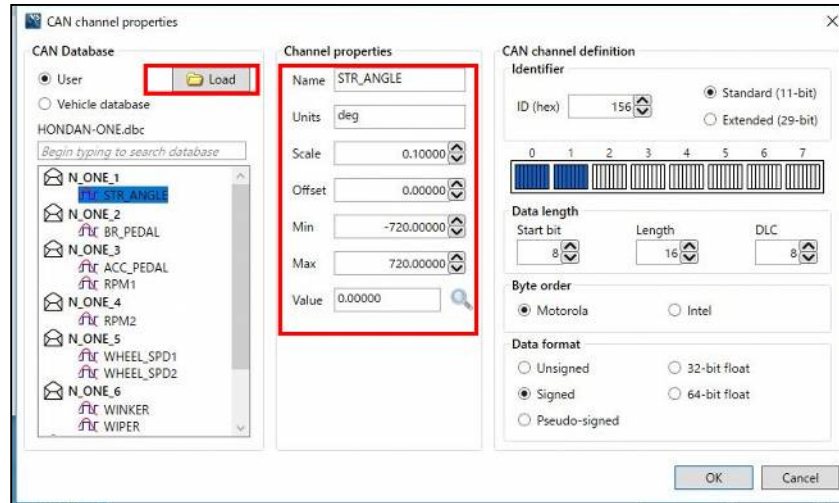 CAN channel properties
CAN Database
User
Load
Vehicle database
HONDAN-ONE.dbc
Begin typing to search database
N_ONE_1
STR_ANGLE
N_ONE_2
BR_PEDAL
N_ONE_3
ACC_PEDAL
RPM1
N_ONE_4
RPM2
N_ONE_5
WHEEL_SPD1
WHEEL_SPD2
N_ONE_6
WINKER
WIPER
Channel properties
Name STR_ANGLE
Units deg
Scale 0.10000
Offset 0.00000
Min -720.00000
Max 720.00000
Value 0.00000
CAN channel definition
Identifier
ID (hex) 156
Standard (11-bit)
Extended (29-bit)
0 1 2 3 4 5 6 7
Data length
Start bit Length DLC
8 16 8
Byte order
Motorola Intel
Data format
Unsigned 32-bit float
Signed 64-bit float
Pseudo-signed
OK Cancel